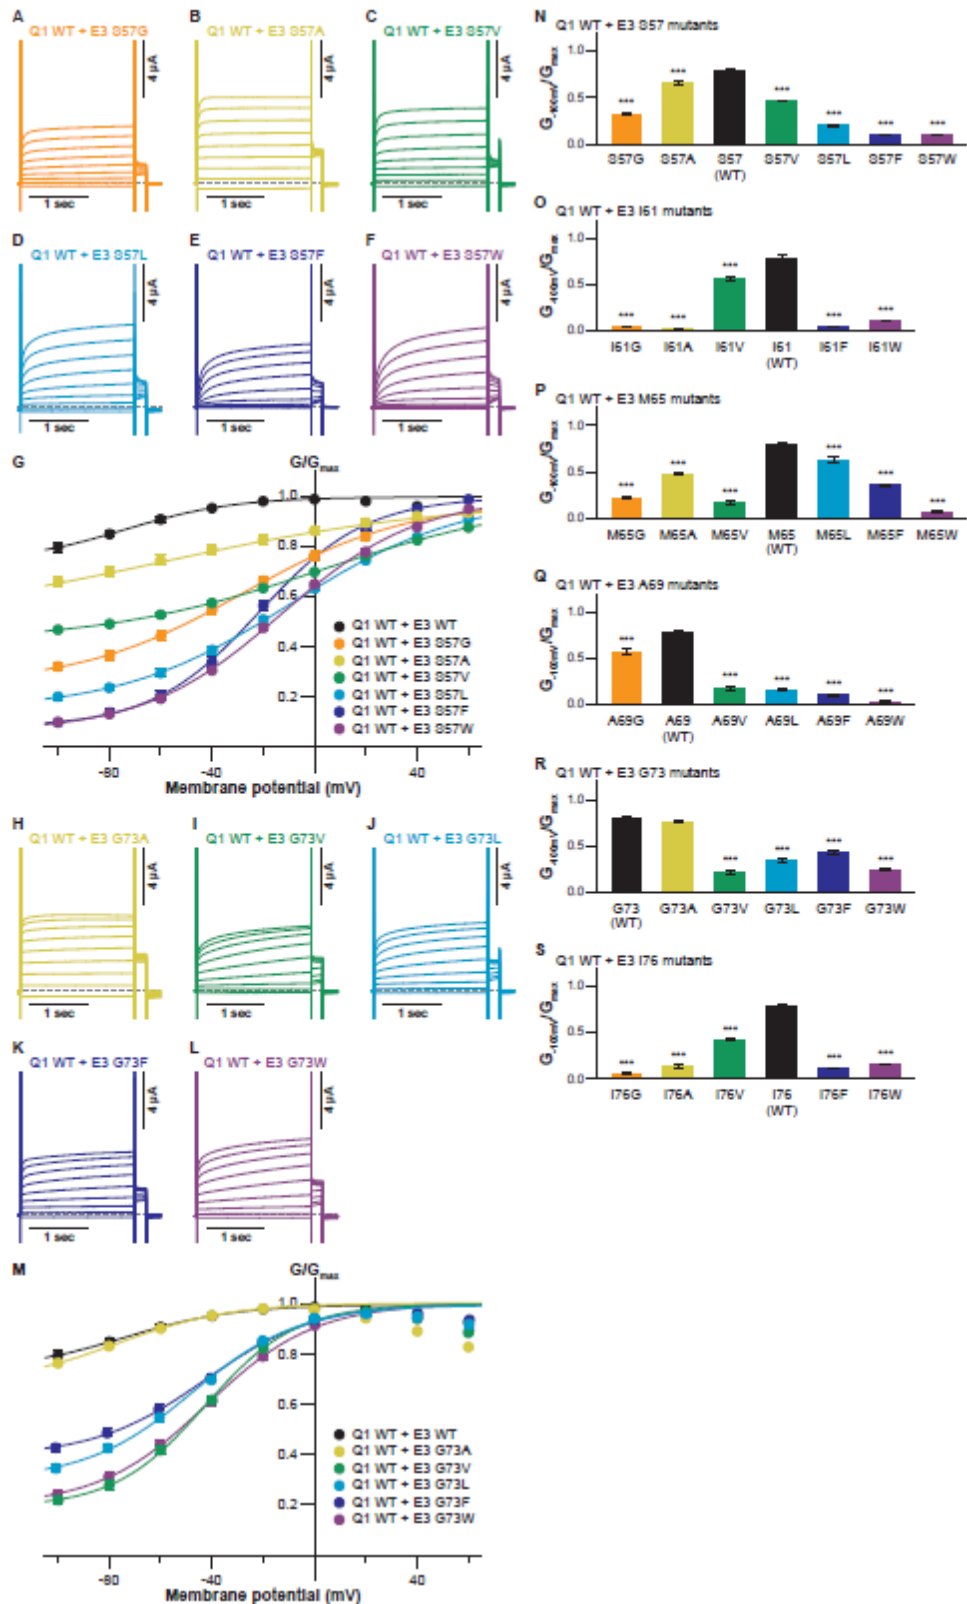 A
B
C
Q1 WT + E3 S57G
Q1 WT + E3 S57A
Q1 WT + E3 S57V
4 µA
4 µA
4 µA
1 sec
1 sec
1 sec
D
E
F
Q1 WT + E3 S57L
Q1 WT + E3 S57F
Q1 WT + E3 S57W
4 µA
4 µA
4 µA
1 sec
1 sec
1 sec
G
G/Gmax
1.0
0.8
0.6
0.4
0.2
Q1 WT + E3 WT
Q1 WT + E3 S57G
Q1 WT + E3 S57A
Q1 WT + E3 S57V
Q1 WT + E3 S57L
Q1 WT + E3 S57F
Q1 WT + E3 S57W
-80 -40 0 40
Membrane potential (mV)
H
I
J
Q1 WT + E3 G73A
Q1 WT + E3 G73V
Q1 WT + E3 G73L
4 µA
4 µA
4 µA
1 sec
1 sec
1 sec
K
L
Q1 WT + E3 G73F
Q1 WT + E3 G73W
4 µA
4 µA
1 sec
1 sec
M
G/Gmax
1.0
0.8
0.6
0.4
0.2
Q1 WT + E3 WT
Q1 WT + E3 G73A
Q1 WT + E3 G73V
Q1 WT + E3 G73L
Q1 WT + E3 G73F
Q1 WT + E3 G73W
-80 -40 0 40
Membrane potential (mV)
N
Q1 WT + E3 S57 mutants
G-100mV/Gmax
1.0
0.5
0.0
*** *** *** *** *** ***
S57G S57A S57 S57V S57L S57F S57W
(WT)
O
Q1 WT + E3 I61 mutants
G-100mV/Gmax
1.0
0.5
0.0
*** *** *** *** ***
I61G I61A I61V I61 I61F I61W
(WT)
P
Q1 WT + E3 M65 mutants
G-100mV/Gmax
1.0
0.5
0.0
*** *** *** *** *** ***
M65G M65A M65V M65 M65L M65F M65W
(WT)
Q
Q1 WT + E3 A69 mutants
G-100mV/Gmax
1.0
0.5
0.0
*** *** *** *** ***
A69G A69 A69V A69L A69F A69W
(WT)
R
Q1 WT + E3 G73 mutants
G-100mV/Gmax
1.0
0.5
0.0
*** *** *** ***
G73 G73A G73V G73L G73F G73W
(WT)
S
Q1 WT + E3 I76 mutants
G-100mV/Gmax
1.0
0.5
0.0
*** *** *** *** ***
I76G I76A I76V I76 I76F I76W
(WT)